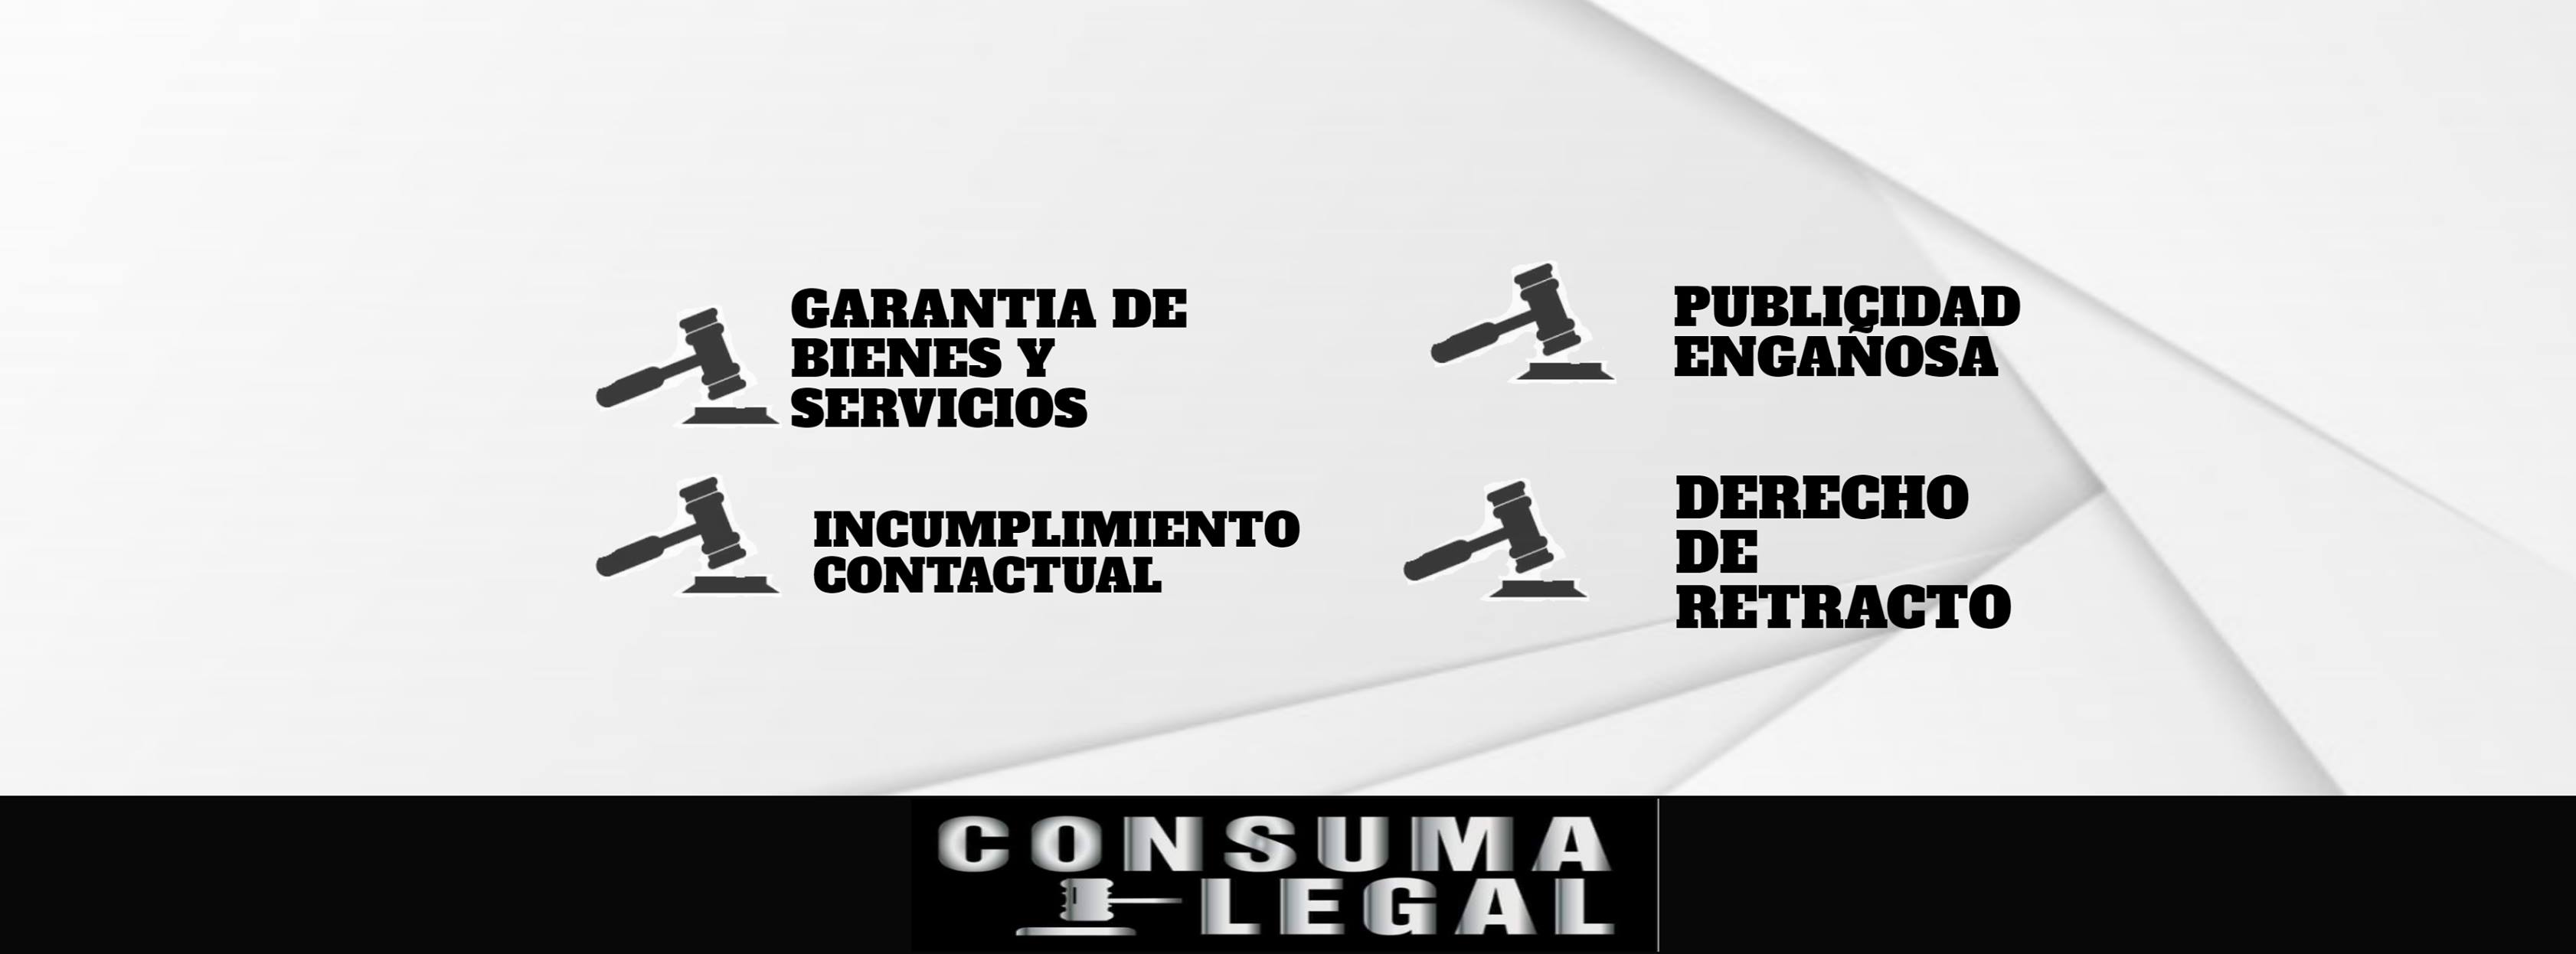 GARANTIA DE
BIENES Y
SERVICIOS
PUBLICIDAD
ENGAÑOSA
INCUMPLIMIENTO
CONTACTUAL
DERECHO
DE
RETRACTO
CONSUMA
LEGAL